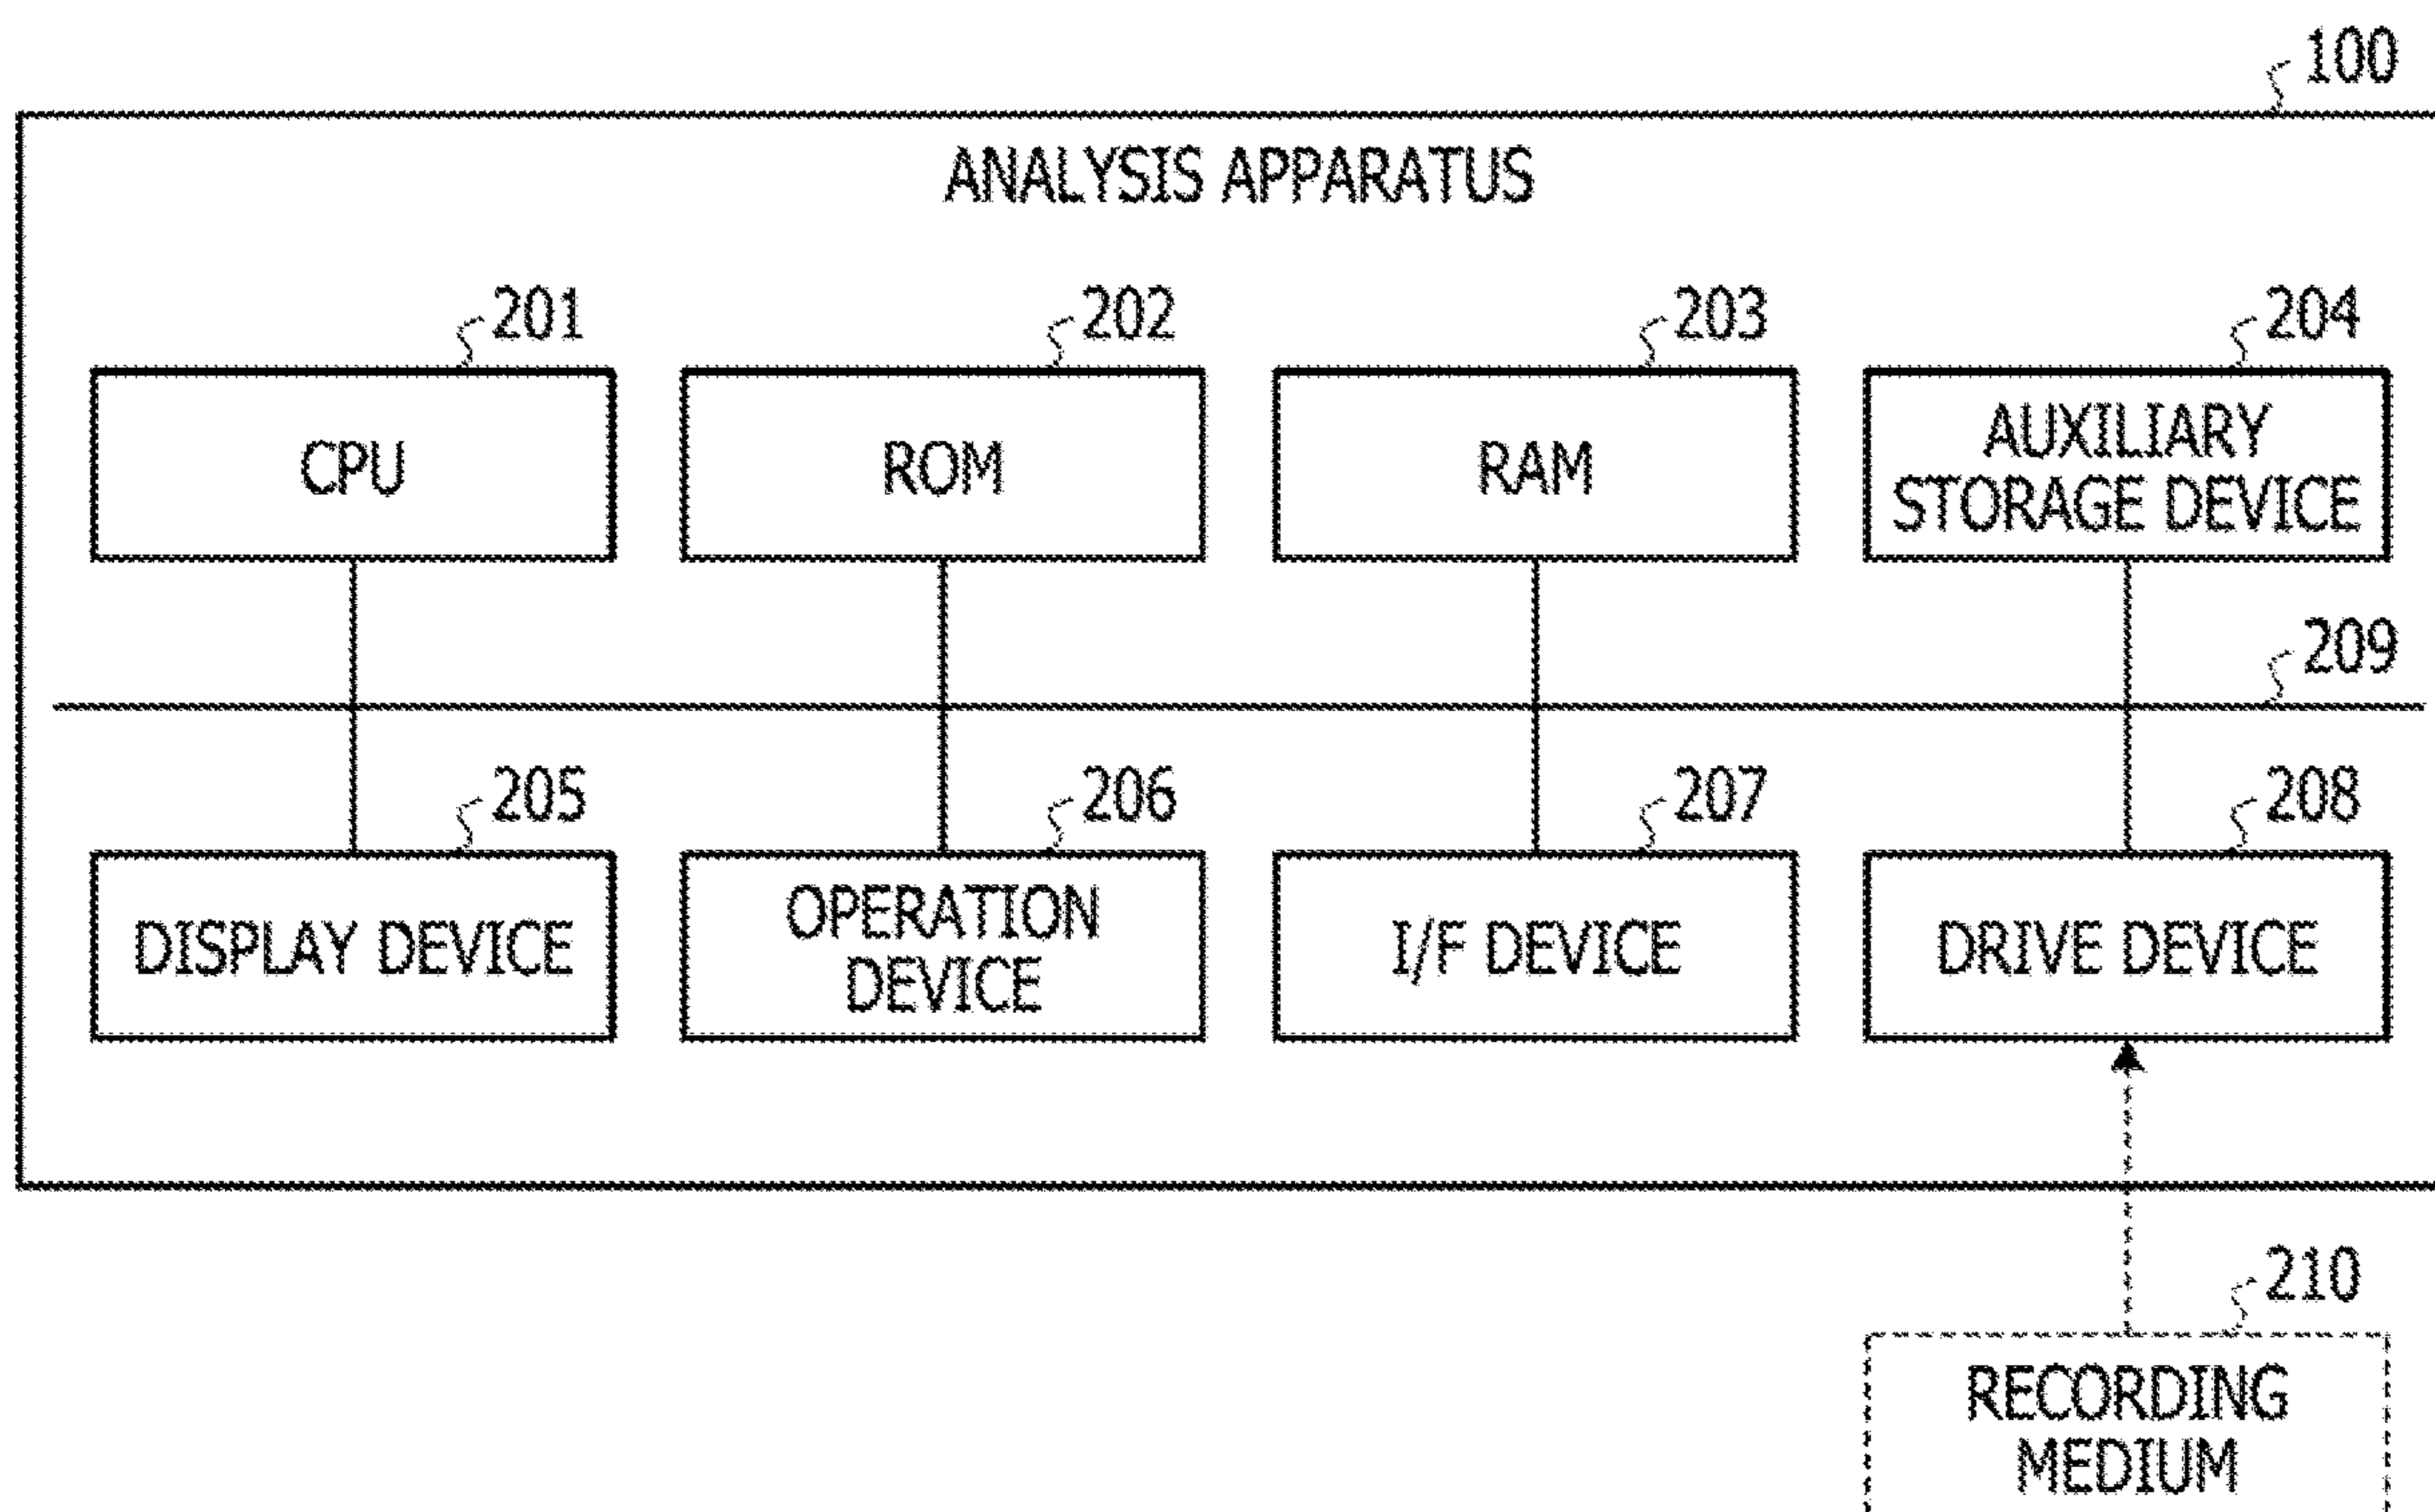 100
ANALYSIS APPARATUS
201
202
203
204
CPU
ROM
RAM
AUXILIARY
STORAGE DEVICE
209
205
206
207
208
DISPLAY DEVICE
OPERATION
DEVICE
I/F DEVICE
DRIVE DEVICE
210
RECORDING
MEDIUM